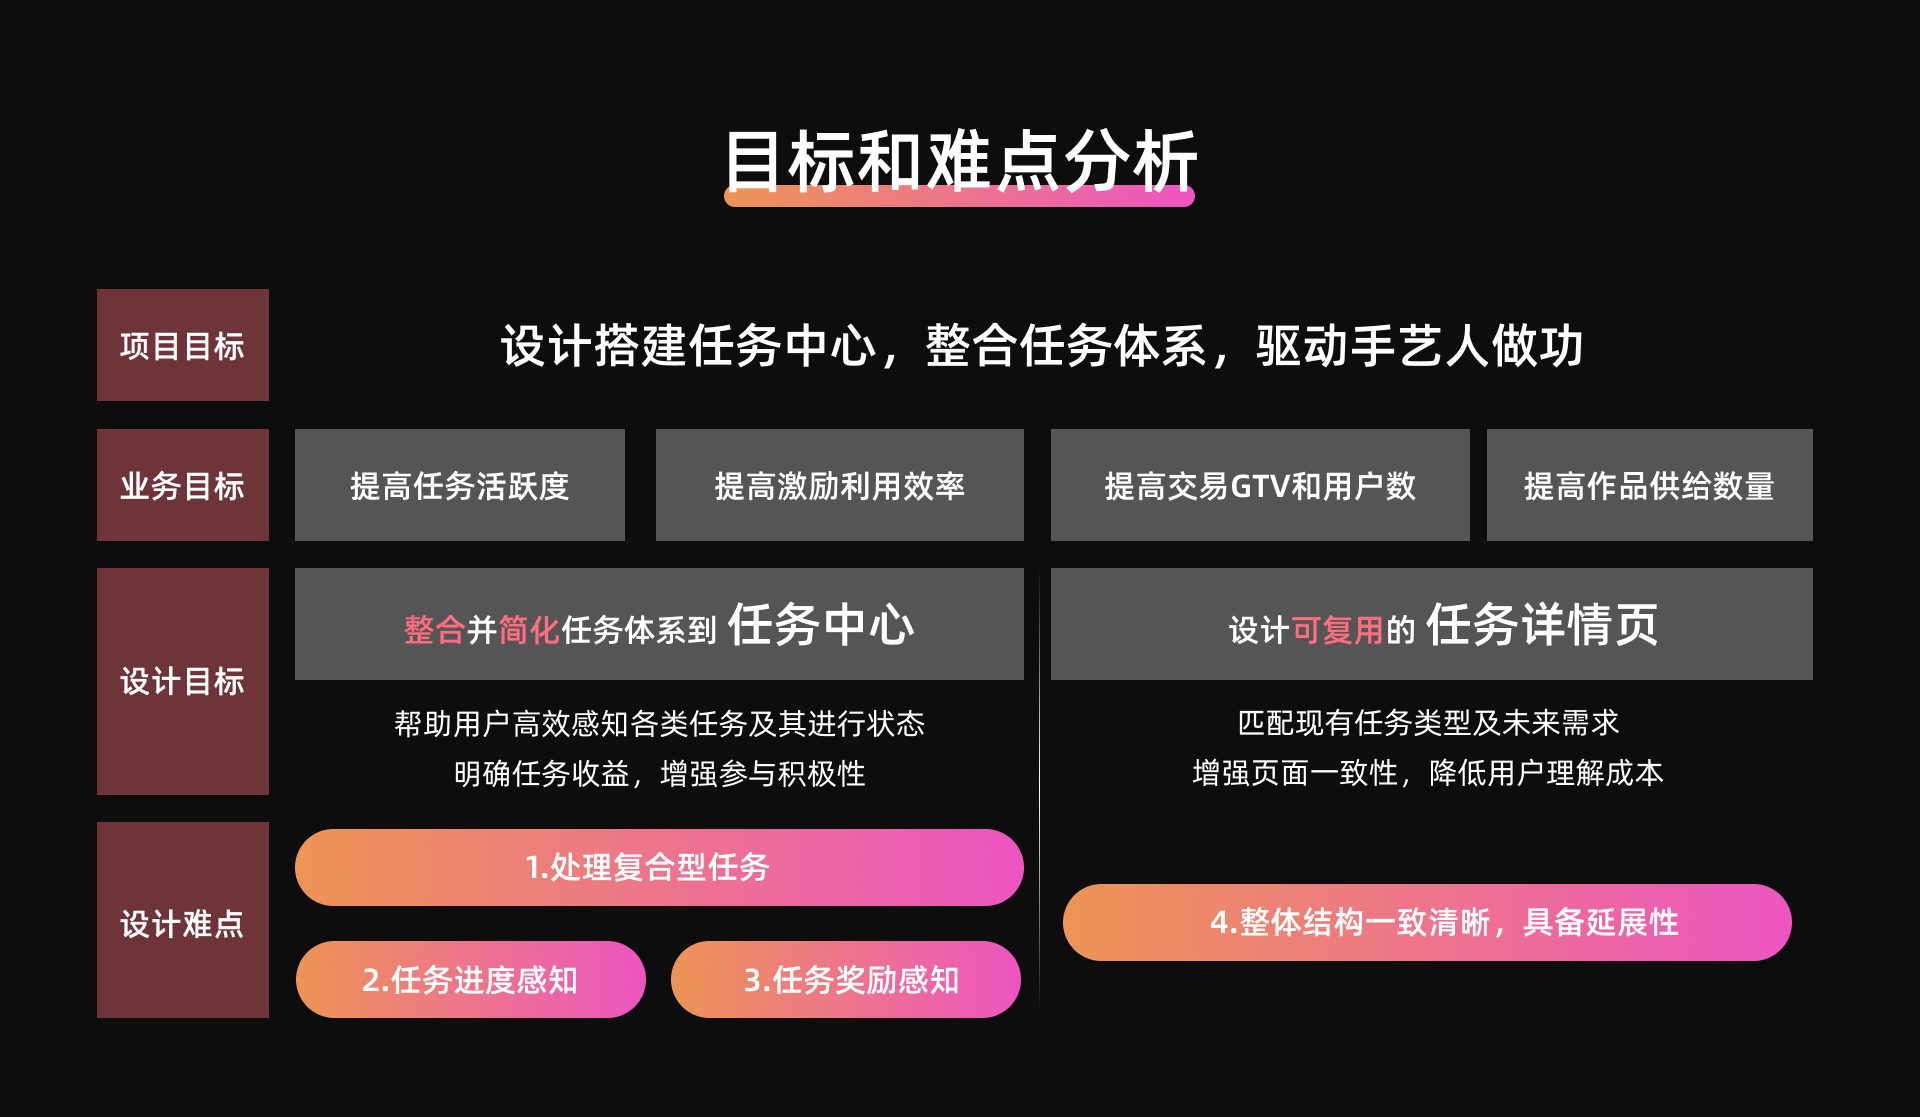 目标和难点分析
项目目标
设计搭建任务中心，整合任务体系，驱动手艺人做功
业务目标
提高任务活跃度
提高激励利用效率
提高交易GTV和用户数
提高作品供给数量
设计目标
整合并简化任务体系到 任务中心
帮助用户高效感知各类任务及其进行状态
明确任务收益，增强参与积极性
设计可复用的 任务详情页
匹配现有任务类型及未来需求
增强页面一致性，降低用户理解成本
设计难点
1.处理复合型任务
2.任务进度感知
3.任务奖励感知
4.整体结构一致清晰，具备延展性